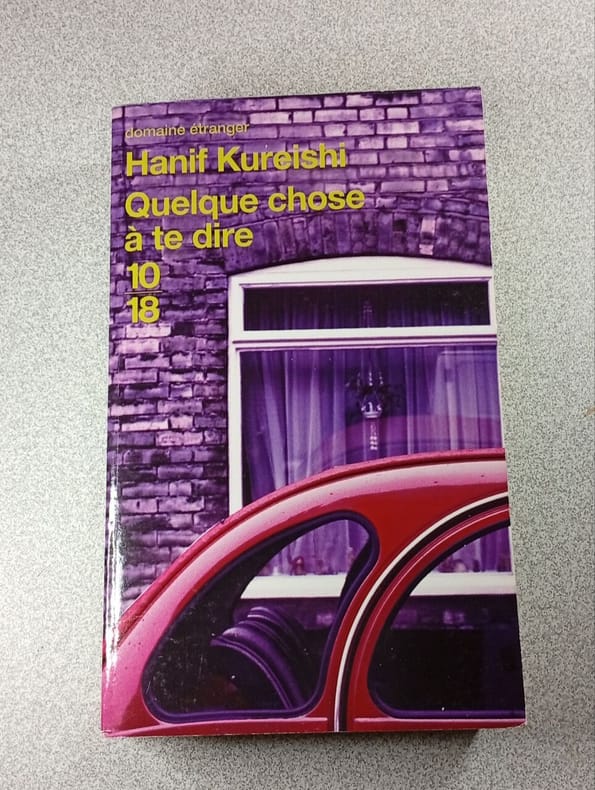 domaine étranger
Hanif Kureishi
Quelque chose
à te dire
10
18